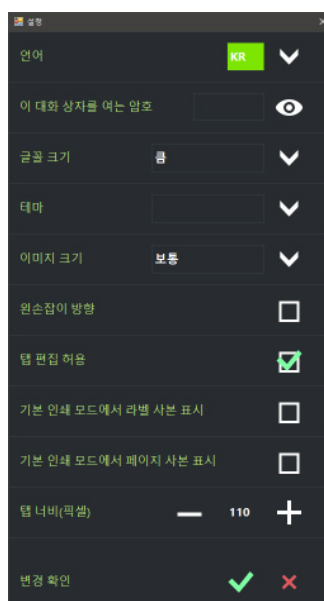 설정
언어 KR
이 대화 상자를 여는 암호
글꼴 크기 큼
테마
이미지 크기 보통
왼손잡이 방향
탭 편집 허용
기본 인쇄 모드에서 라벨 사본 표시
기본 인쇄 모드에서 페이지 사본 표시
탭 너비(픽셀) 110
변경 확인